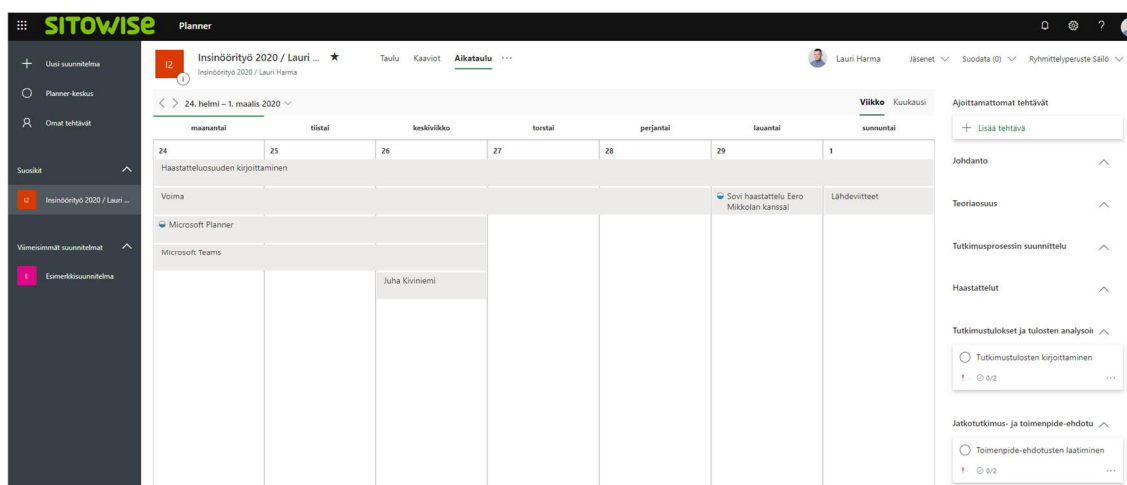 SITOWISE Planner
?
Uusi suunnitelma
Planner-keskus
Omat tehtävät
Suosikit
I2 Insinöörityö 2020 / Lauri ...
Viimeisimmät suunnitelmat
E Esimerkkisuunnitelma
I2 Insinöörityö 2020 / Lauri ... ★
Insinöörityö 2020 / Lauri Harma
Taulu Kaaviot Aikataulu ...
Lauri Harma Jäsenet Suodata (0) Ryhmittelyperuste Säilö
< > 24. helmi – 1. maalis 2020
Viikko Kuukausi
maanantai tiistai keskiviikko torstai perjantai lauantai sunnuntai
24 25 26 27 28 29 1
Haastatteluosuuden kirjoittaminen
Voima
Sovi haastattelu Eero
Mikkolan kanssa!
Lähdeviitteet
Microsoft Planner
Microsoft Teams
Juha Kiviniemi
Ajoittamattomat tehtävät
+ Lisää tehtävä
Johdanto
Teoriaosuus
Tutkimusprosessin suunnittelu
Haastattelut
Tutkimustulokset ja tulosten analysoin
Tutkimustulosten kirjoittaminen
! 0/2 ...
Jatkotutkimus- ja toimenpide-ehdotu
Toimenpide-ehdotusten laatiminen
! 0/2 ...